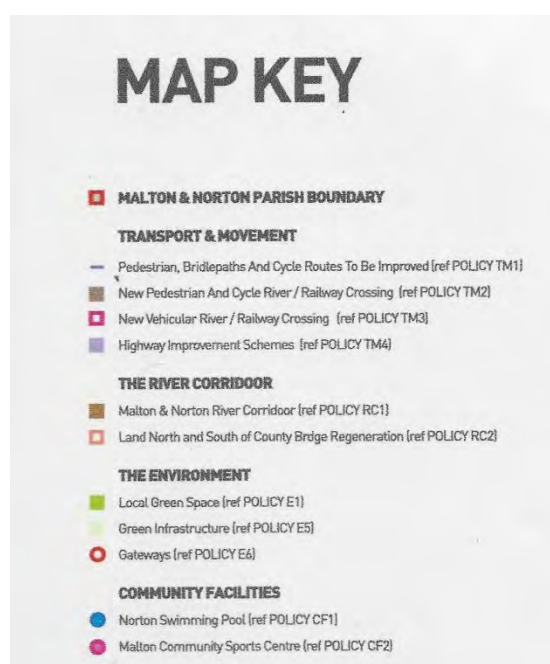 MAP KEY
MALTON & NORTON PARISH BOUNDARY
TRANSPORT & MOVEMENT
Pedestrian, Bridlepaths And Cycle Routes To Be Improved (ref POLICY TM1)
New Pedestrian And Cycle River / Railway Crossing (ref POLICY TM2)
New Vehicular River / Railway Crossing (ref POLICY TM3)
Highway Improvement Schemes (ref POLICY TM4)
THE RIVER CORRIDOOR
Malton & Norton River Corridoor (ref POLICY RC1)
Land North and South of County Brdge Regeneration (ref POLICY RC2)
THE ENVIRONMENT
Local Green Space (ref POLICY E1)
Green Infrastructure (ref POLICY E5)
Gateways (ref POLICY E6)
COMMUNITY FACILITIES
Norton Swimming Pool (ref POLICY CF1)
Malton Community Sports Centre (ref POLICY CF2)